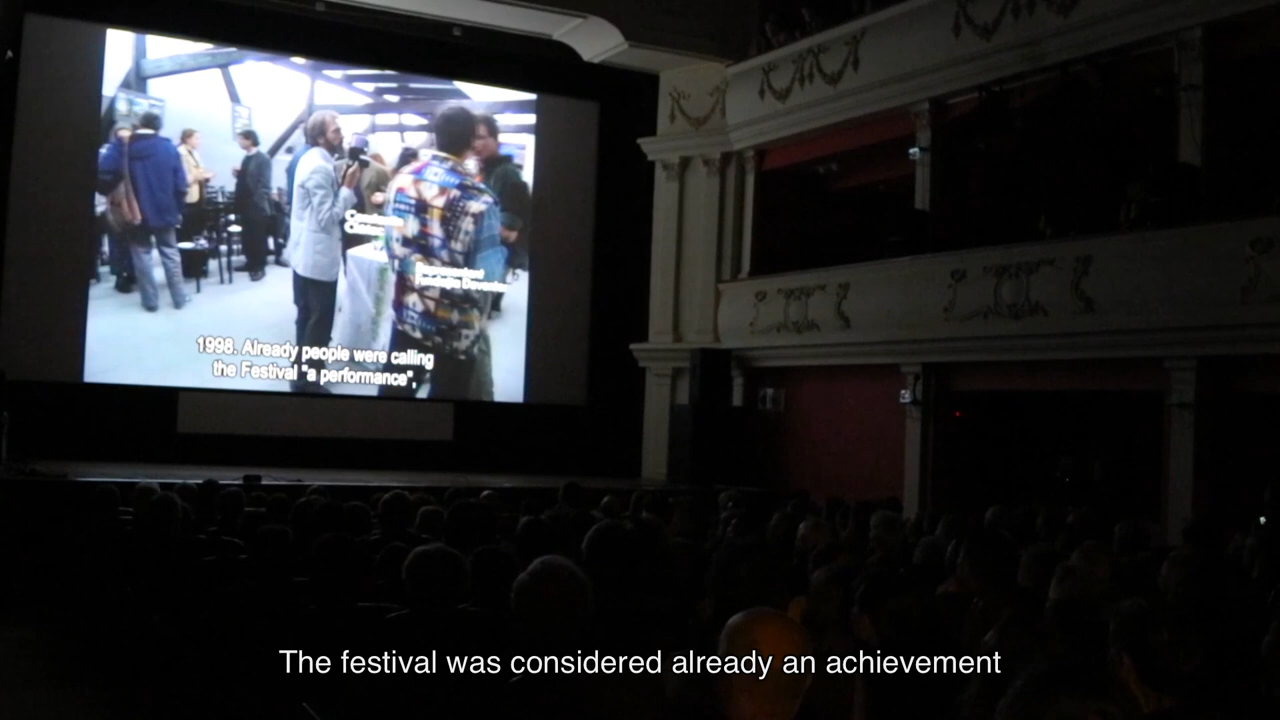 1998. Already people were calling
the Festival "a performance",
The festival was considered already an achievement